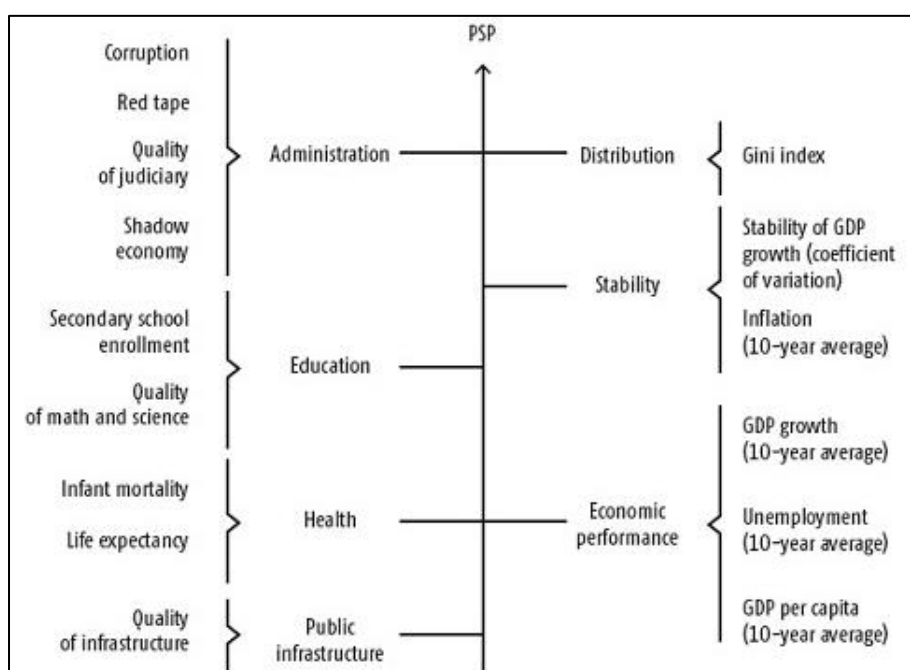 PSP
Corruption
Red tape
Quality
of judiciary
Shadow
economy
Administration
Secondary school
enrollment
Quality
of math and science
Education
Infant mortality
Life expectancy
Health
Quality
of infrastructure
Public
infrastructure
Distribution
Gini index
Stability
Stability of GDP
growth (coefficient
of variation)
Inflation
(10-year average)
Economic
performance
GDP growth
(10-year average)
Unemployment
(10-year average)
GDP per capita
(10-year average)